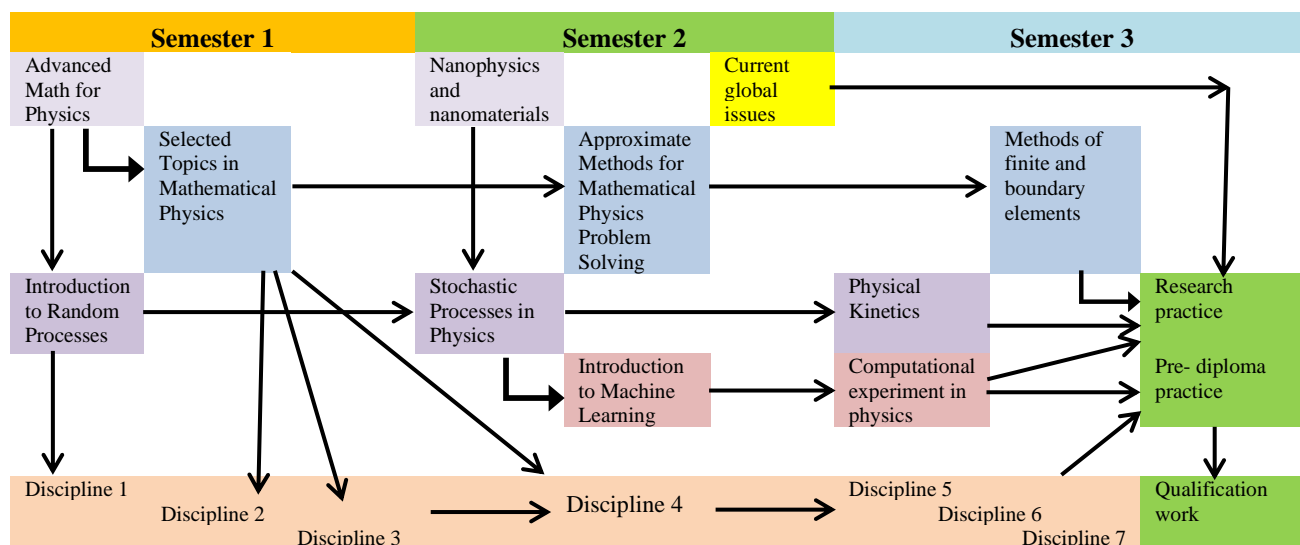 Semester 1
Semester 2
Semester 3
Advanced
Math for
Physics
Nanophysics
and
nanomaterials
Current
global
issues
Selected
Topics in
Mathematical
Physics
Approximate
Methods for
Mathematical
Physics
Problem
Solving
Methods of
finite and
boundary
elements
Introduction
to Random
Processes
Stochastic
Processes in
Physics
Physical
Kinetics
Research
practice
Introduction
to Machine
Learning
Computational
experiment in
physics
Pre- diploma
practice
Discipline 1
Discipline 2
Discipline 3
Discipline 4
Discipline 5
Discipline 6
Discipline 7
Qualification
work